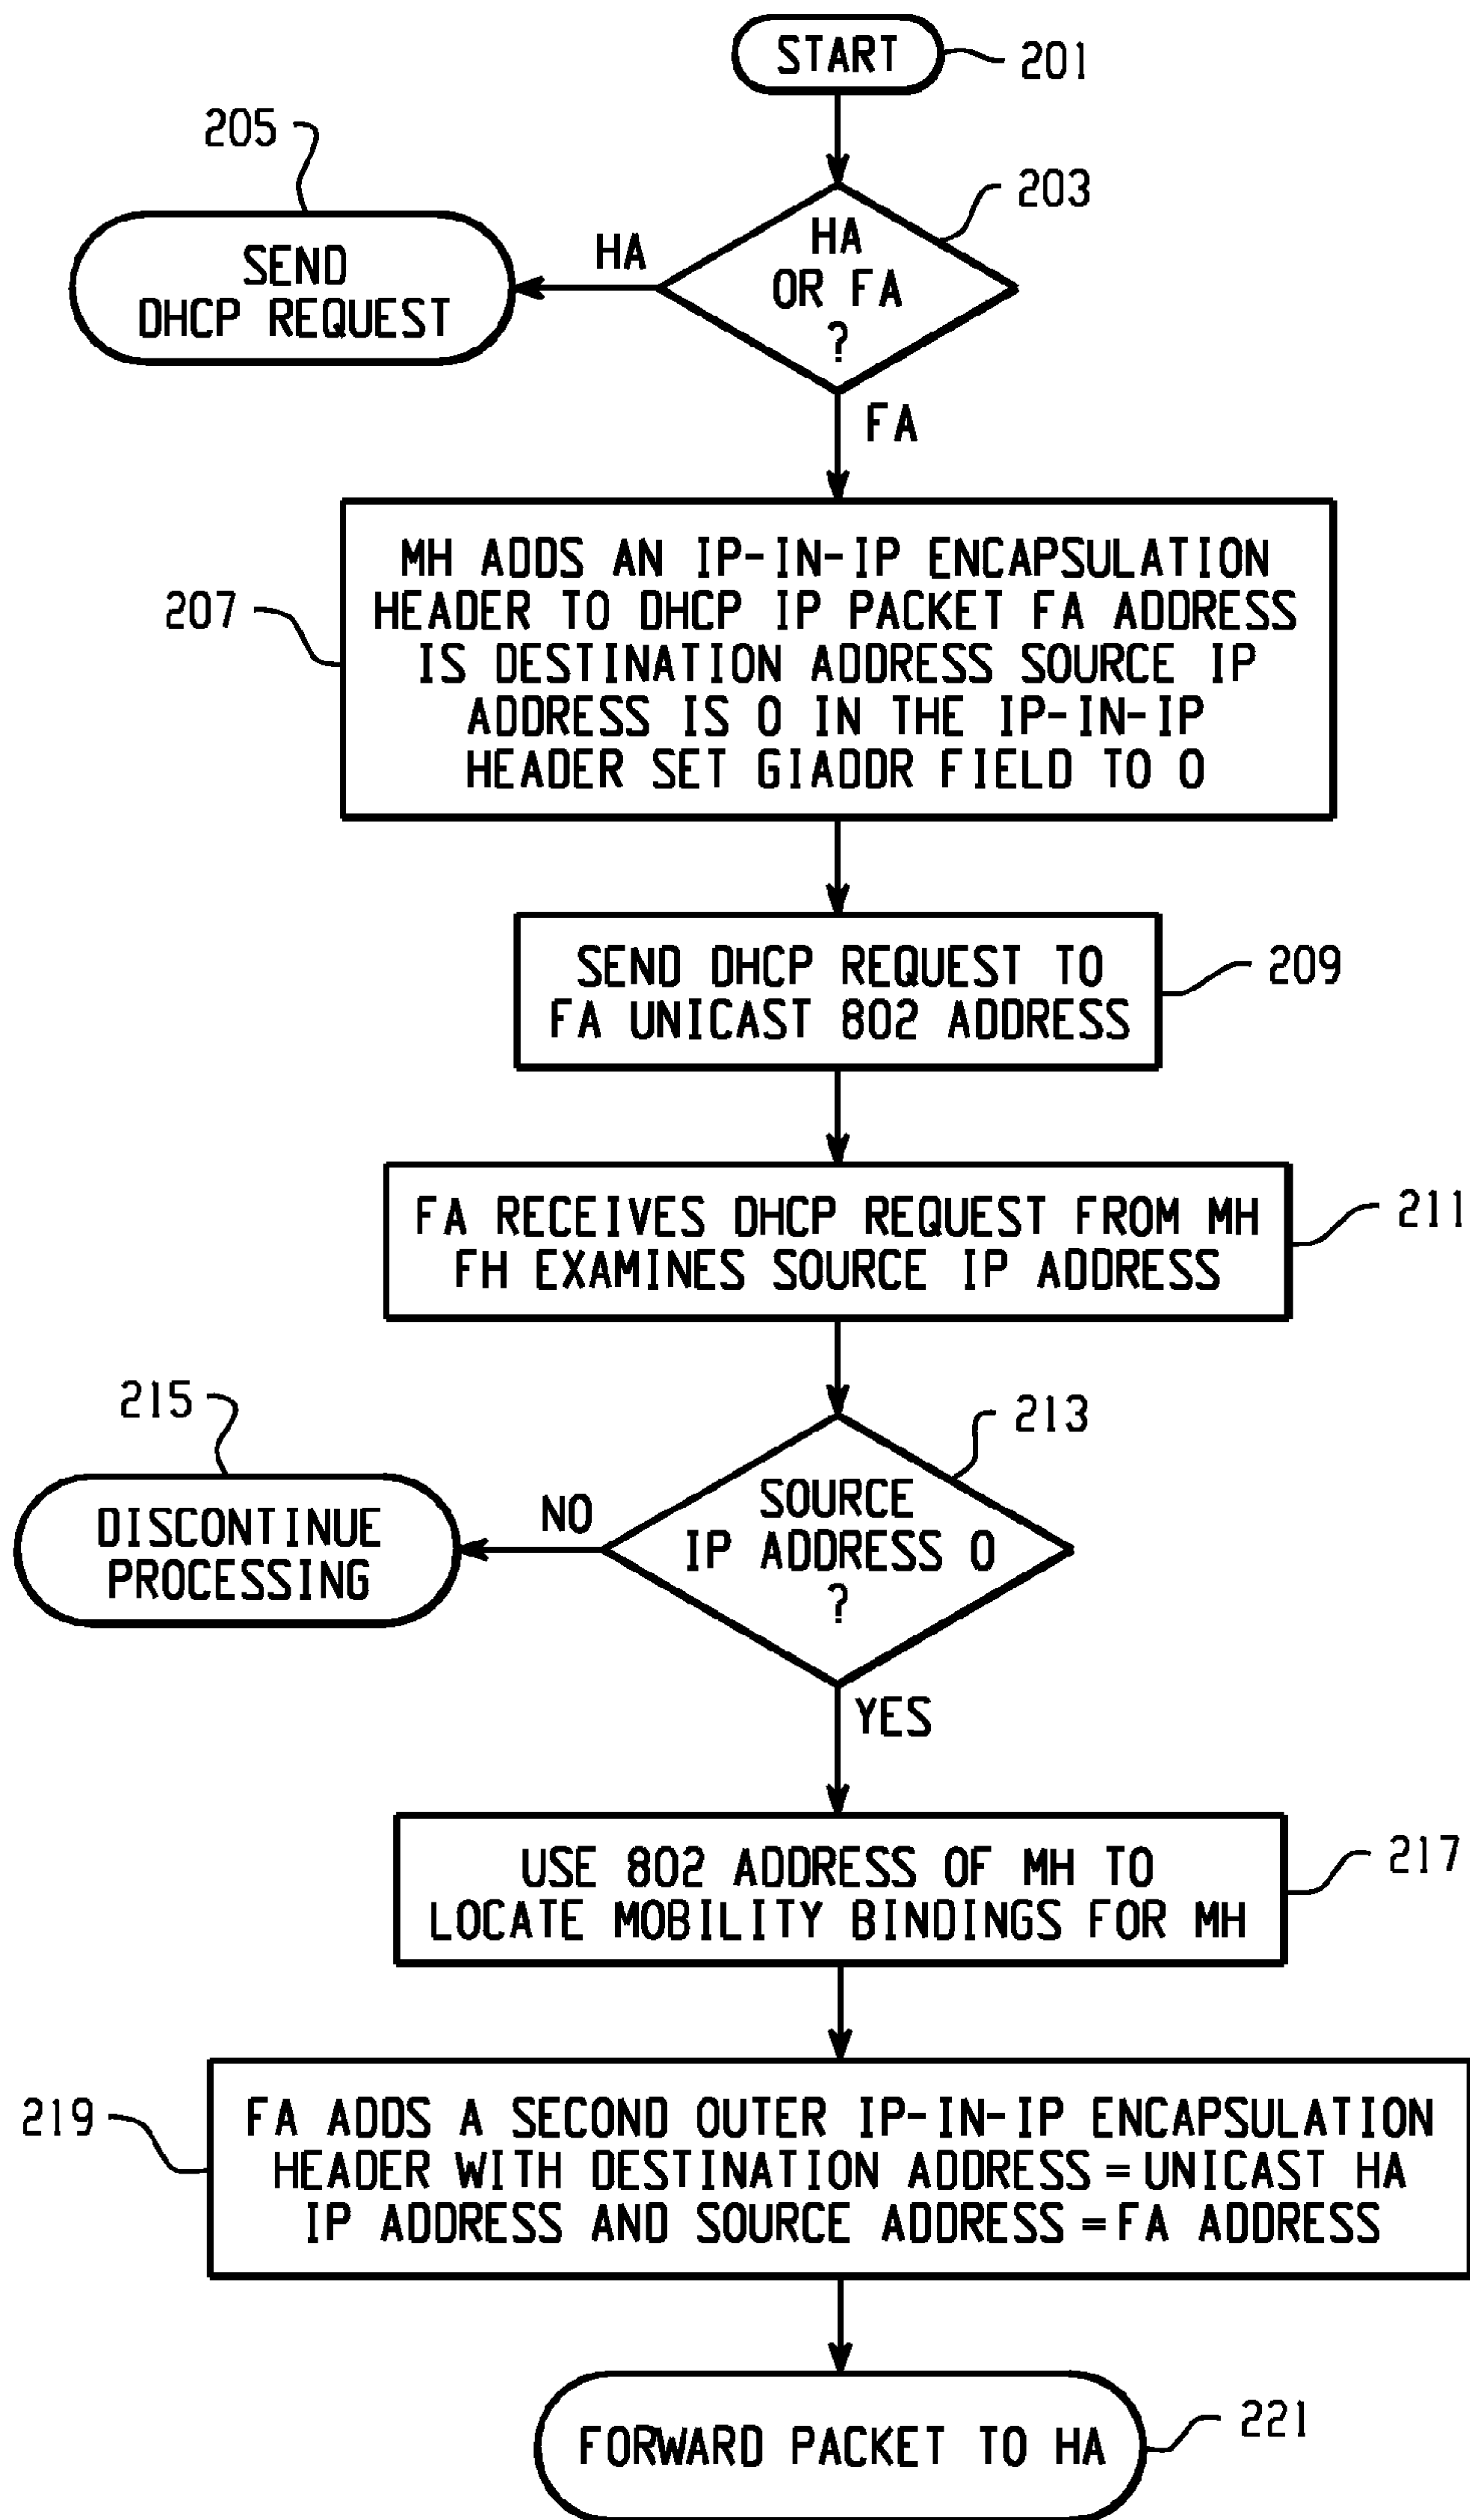 START
201
205
203
HA
OR FA
?
HA
SEND
DHCP REQUEST
FA
207
MH ADDS AN IP-IN-IP ENCAPSULATION
HEADER TO DHCP IP PACKET FA ADDRESS
IS DESTINATION ADDRESS SOURCE IP
ADDRESS IS 0 IN THE IP-IN-IP
HEADER SET GIADDR FIELD TO 0
SEND DHCP REQUEST TO
FA UNICAST 802 ADDRESS
209
FA RECEIVES DHCP REQUEST FROM MH
FH EXAMINES SOURCE IP ADDRESS
211
215
213
SOURCE
IP ADDRESS 0
?
NO
DISCONTINUE
PROCESSING
YES
USE 802 ADDRESS OF MH TO
LOCATE MOBILITY BINDINGS FOR MH
217
219
FA ADDS A SECOND OUTER IP-IN-IP ENCAPSULATION
HEADER WITH DESTINATION ADDRESS=UNICAST HA
IP ADDRESS AND SOURCE ADDRESS=FA ADDRESS
FORWARD PACKET TO HA
221